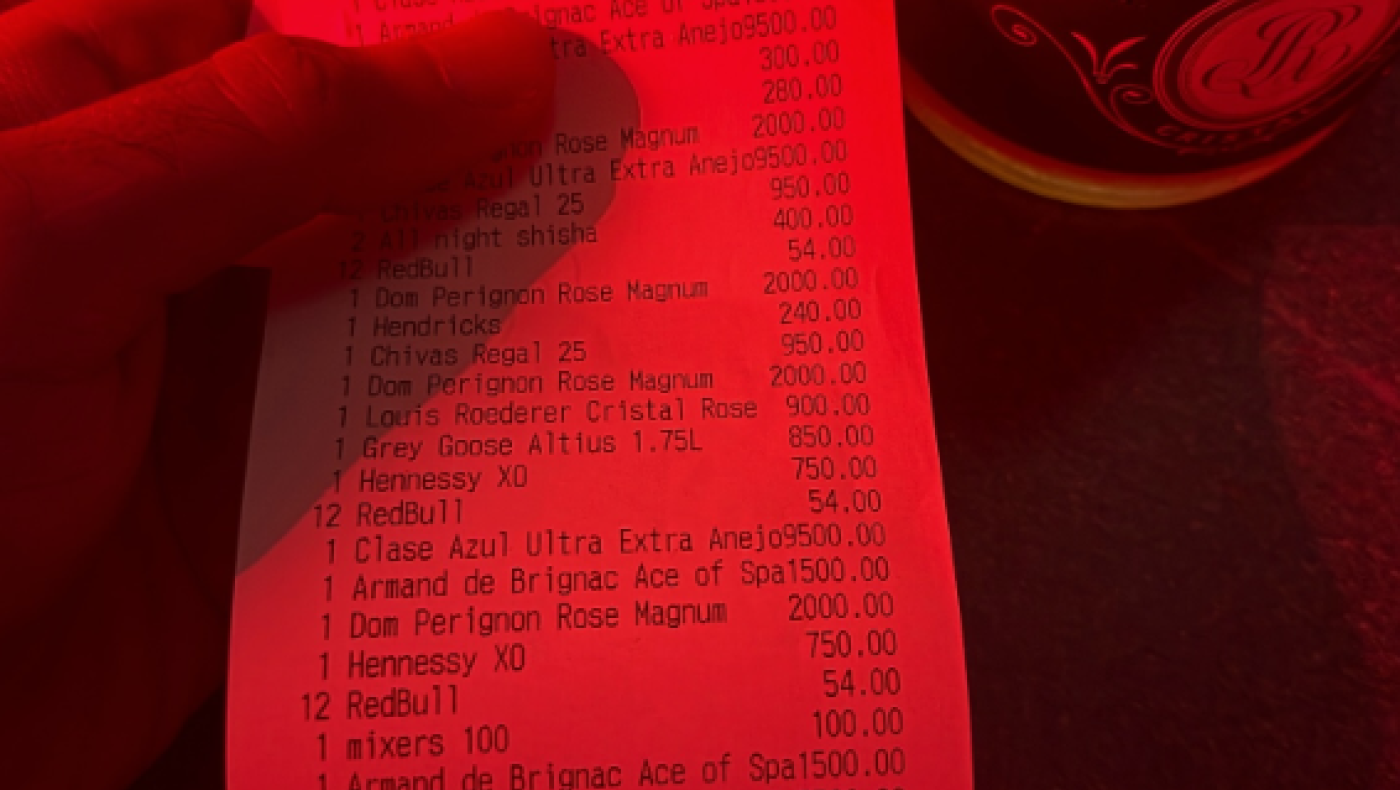 1 Clase
1 Armand Brignac Ace of Spa
tra Extra Anejo9500.00
300.00
280.00
Rose Magnum 2000.00
Azul Ultra Extra Anejo9500.00
Chivas Regal 25 950.00
2 All night shisha 400.00
12 RedBull 54.00
1 Dom Perignon Rose Magnum 2000.00
1 Hendricks 240.00
1 Chivas Regal 25 950.00
1 Dom Perignon Rose Magnum 2000.00
1 Louis Roederer Cristal Rose 900.00
1 Grey Goose Altius 1.75L 850.00
1 Hennessy XO 750.00
12 RedBull 54.00
1 Clase Azul Ultra Extra Anejo9500.00
1 Armand de Brignac Ace of Spa1500.00
1 Dom Perignon Rose Magnum 2000.00
1 Hennessy XO 750.00
12 RedBull 54.00
1 mixers 100 100.00
1 Armand de Brignac Ace of Spa1500.00